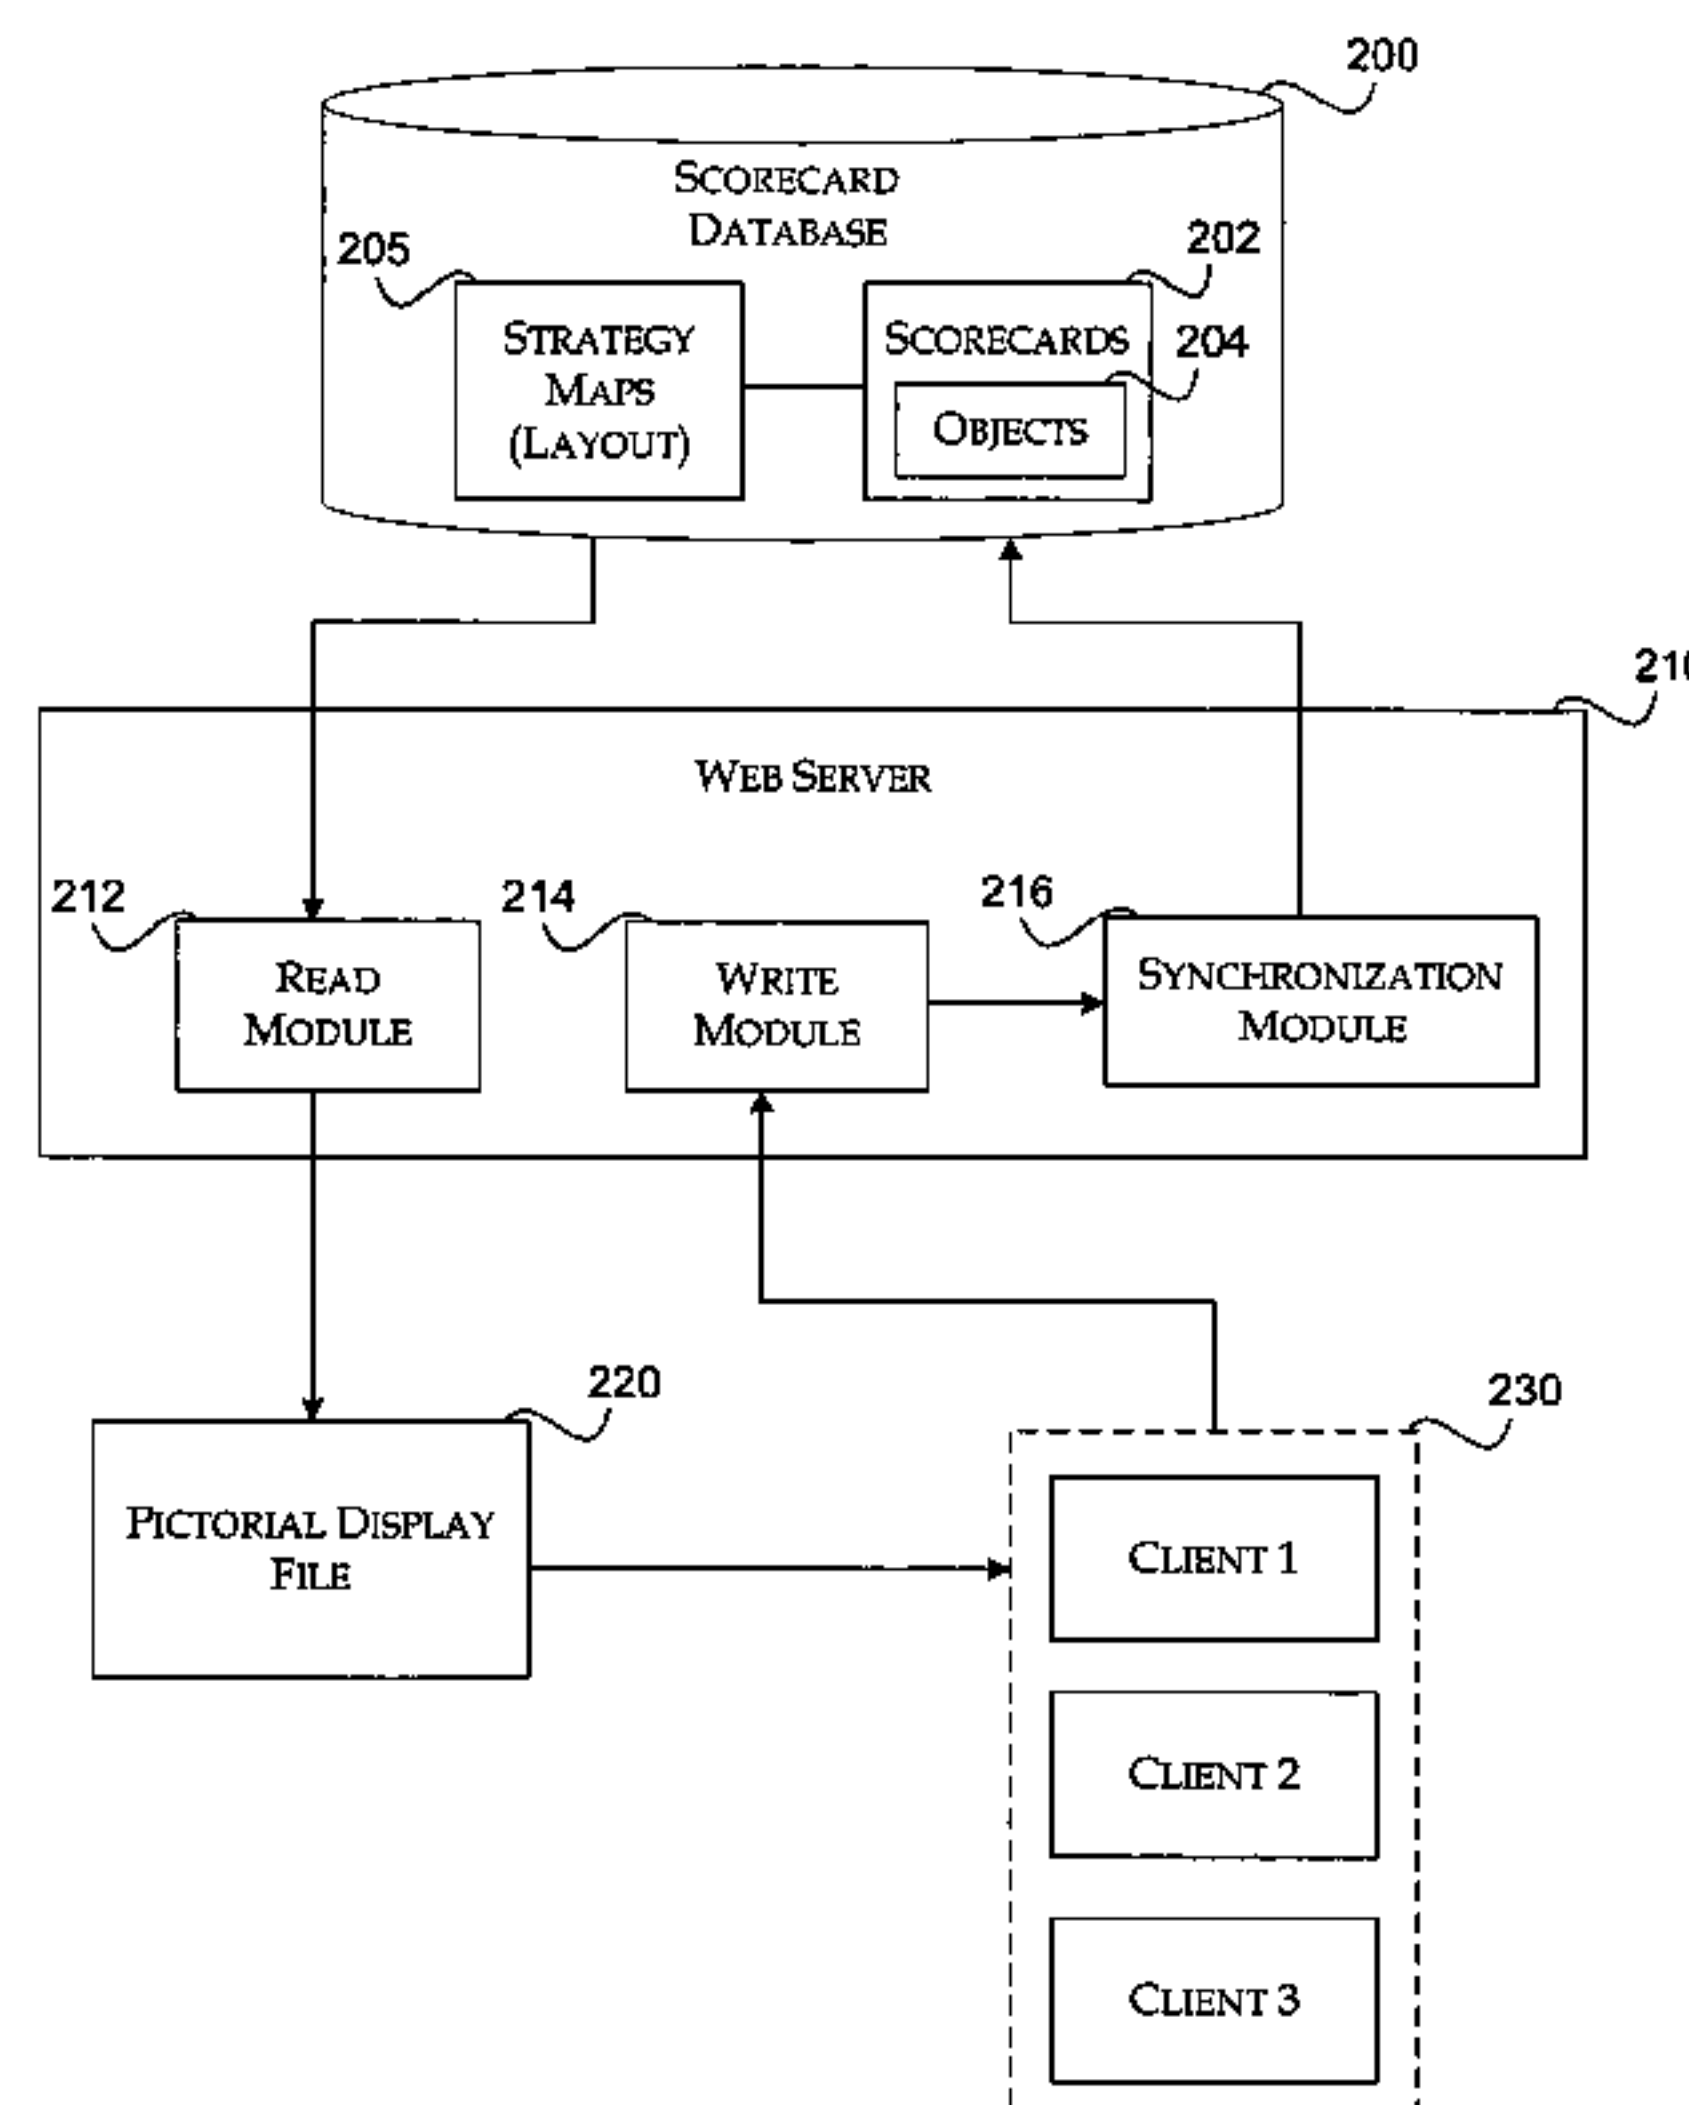 200
SCORECARD
DATABASE
205
202
STRATEGY
MAPS
(LAYOUT)
SCORECARDS
204
OBJECTS
210
WEB SERVER
212
214
216
READ
MODULE
WRITE
MODULE
SYNCHRONIZATION
MODULE
220
230
PICTORIAL DISPLAY
FILE
CLIENT 1
CLIENT 2
CLIENT 3